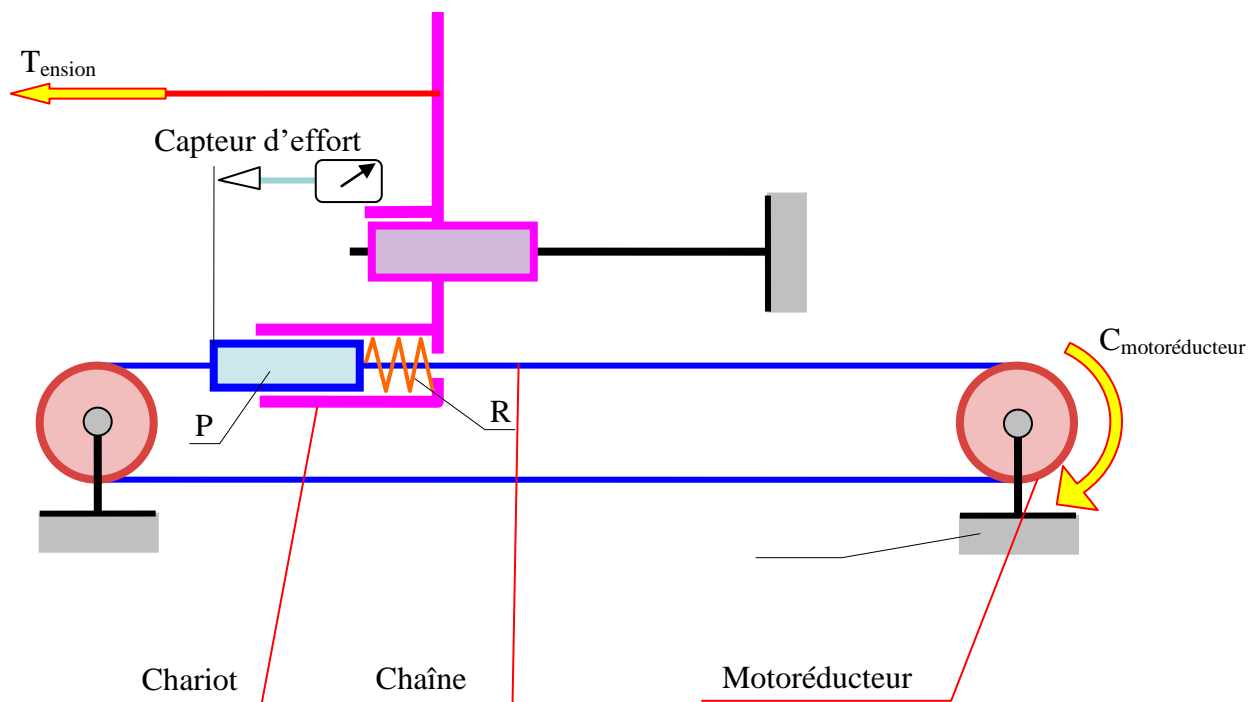 Tension
Capteur d'effort
Cmotoréducteur
P
R
Chariot
Chaîne
Motoréducteur